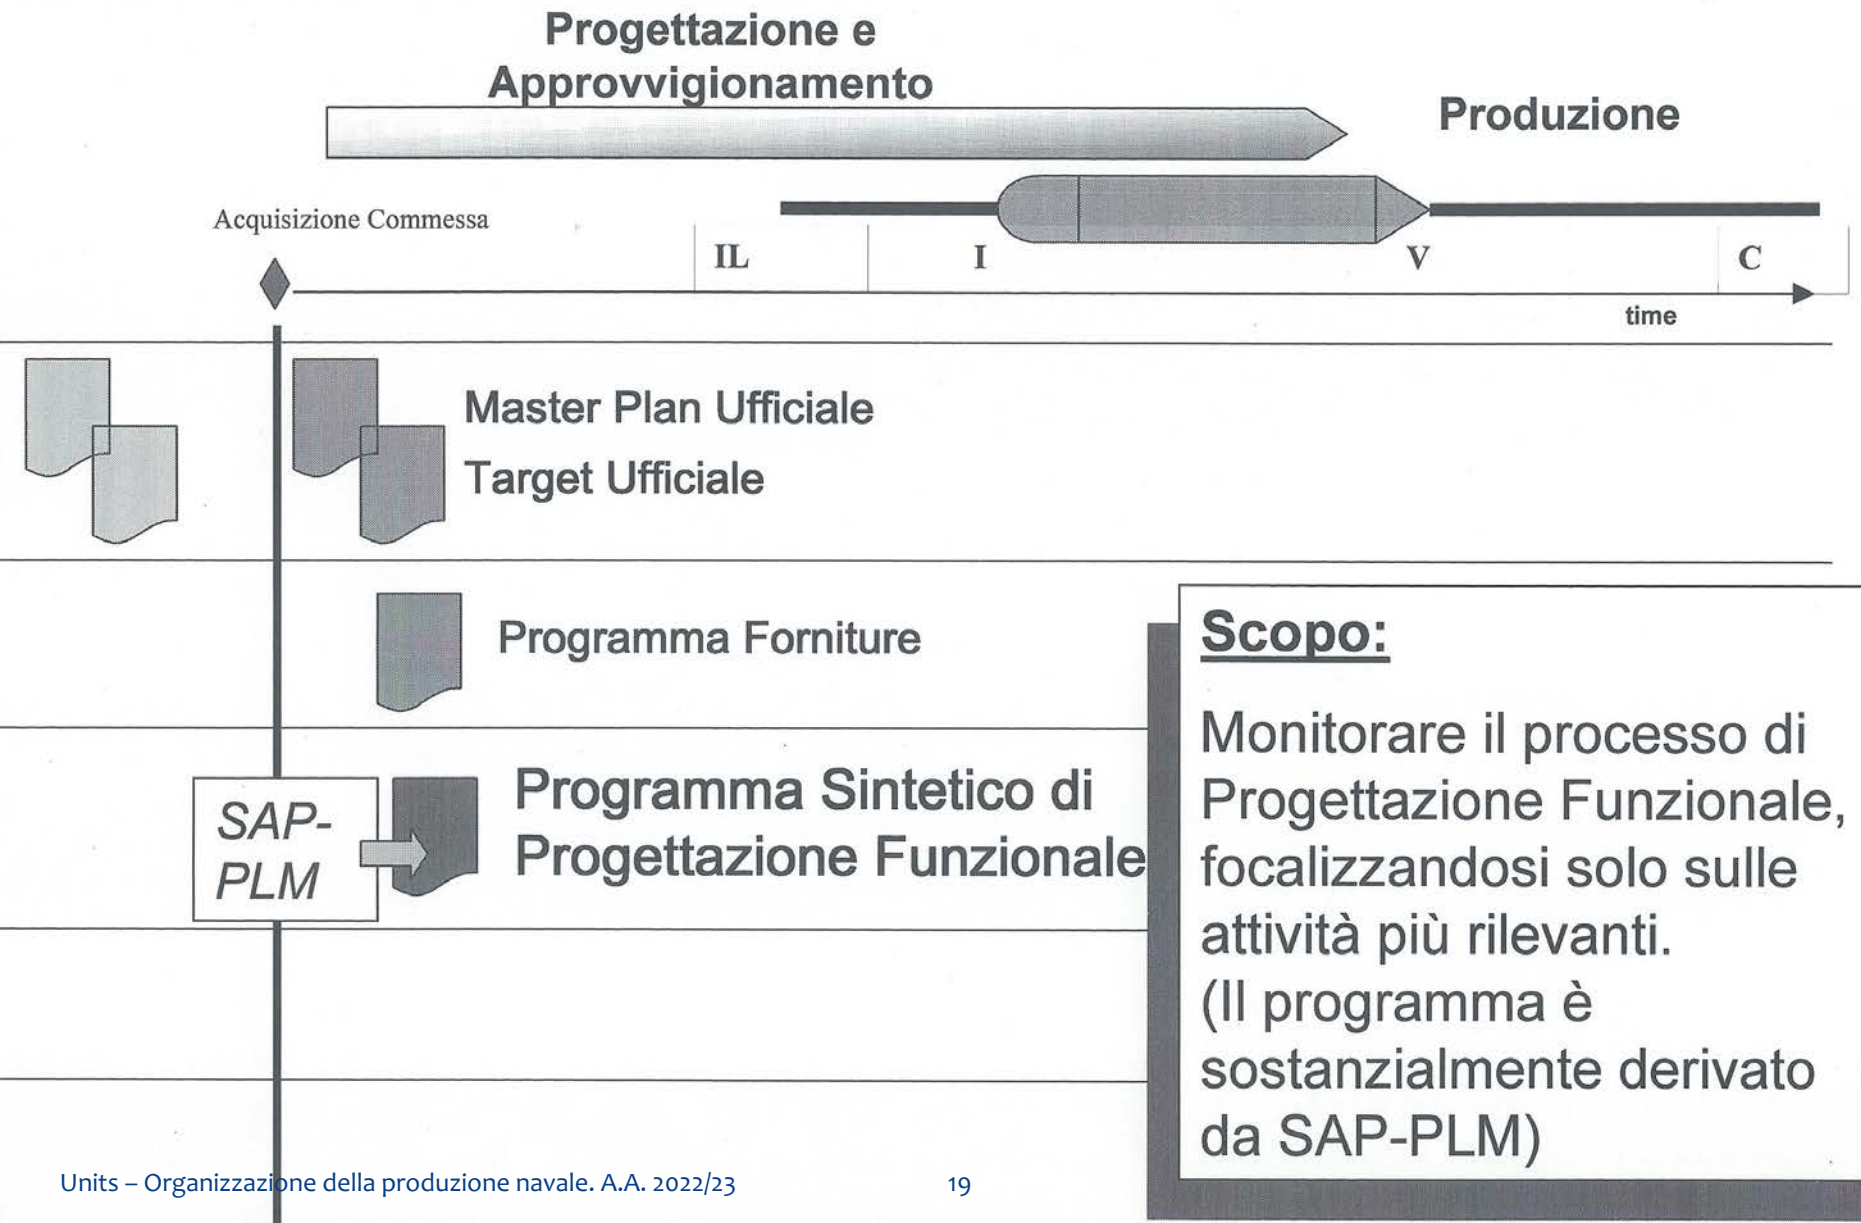 Progettazione e
Approvvigionamento
Produzione
Acquisizione Commessa
IL
I
V
C
time
Master Plan Ufficiale
Target Ufficiale
Programma Forniture
SAP-
PLM
Programma Sintetico di
Progettazione Funzionale
Scopo:
Monitorare il processo di
Progettazione Funzionale,
focalizzandosi solo sulle
attività più rilevanti.
(Il programma è
sostanzialmente derivato
da SAP-PLM)
Units – Organizzazione della produzione navale. A.A. 2022/23
19